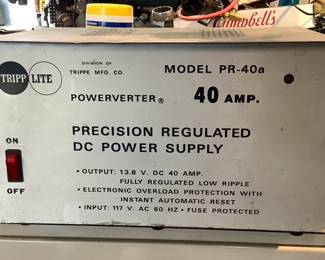 Campbell's
TRIPP LITE
DIVISION OF
TRIPPE MFG. CO.
MODEL PR-40a
POWERVERTER®
40 AMP.
PRECISION REGULATED
DC POWER SUPPLY
ON
OFF
• OUTPUT: 13.8 V. DC 40 AMP.
FULLY REGULATED LOW RIPPLE
• ELECTRONIC OVERLOAD PROTECTION WITH
INSTANT AUTOMATIC RESET
• INPUT: 117 V. AC 60 HZ • FUSE PROTECTED